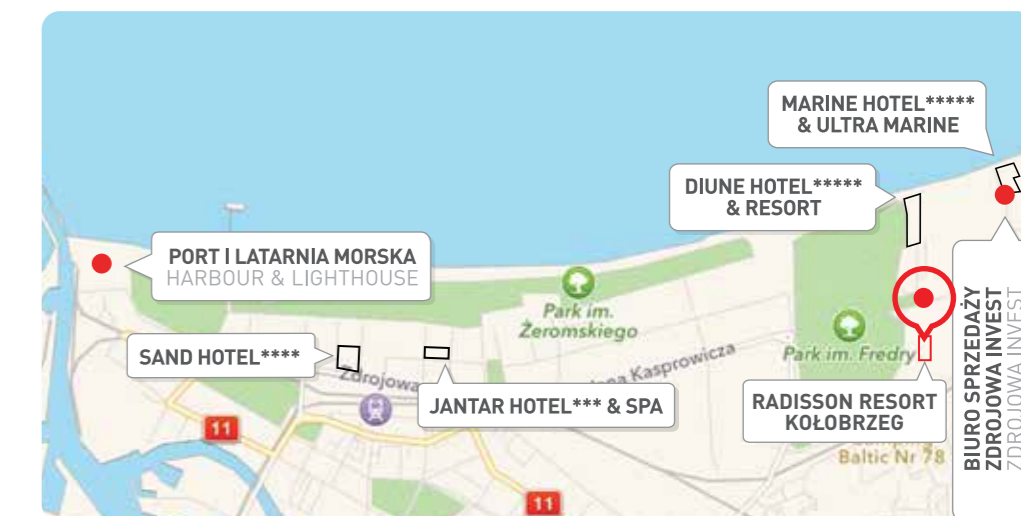 MARINE HOTEL*****
& ULTRA MARINE
DIUNE HOTEL*****
& RESORT
PORT I LATARNIA MORSKA
HARBOUR & LIGHTHOUSE
Park im.
Żeromskiego
SAND HOTEL****
Zdrojowa
Kasprowicza
Park im. Fredry
JANTAR HOTEL*** & SPA
RADISSON RESORT
KOŁOBRZEG
11
Baltic Nr 78
11
BIURO SPRZEDAŻY
ZDROJOWA INVEST
ZDROJOWA INVEST